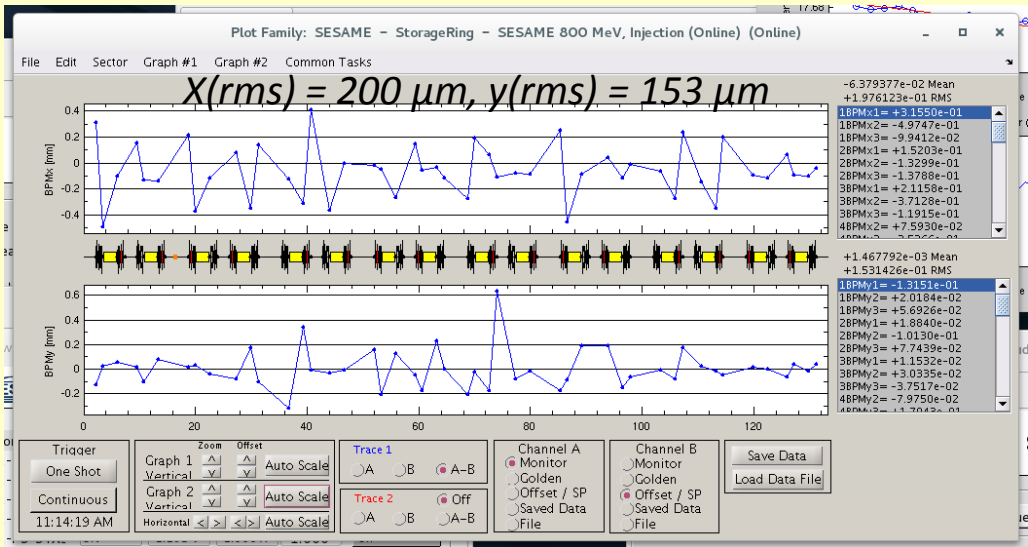 17.68
Plot Family: SESAME - StorageRing - SESAME 800 MeV, Injection (Online) (Online)
File Edit Sector Graph #1 Graph #2 Common Tasks
X(rms) = 200 µm, y(rms) = 153 µm
-6.379377e-02 Mean
+1.976123e-01 RMS
0.4
0.2
0
-0.2
-0.4
BPMx [mm]
1BPMx1= +3.1550e-01
1BPMx2= -4.9747e-01
1BPMx3= -9.9412e-02
2BPMx1= +1.5203e-01
2BPMx2= -1.3299e-01
2BPMx3= -1.3788e-01
3BPMx1= +2.1158e-01
3BPMx2= -3.7128e-01
3BPMx3= -1.1915e-01
4BPMx2= +7.5930e-02
+1.467792e-03 Mean
+1.531426e-01 RMS
0.6
0.4
0.2
0
-0.2
BPMy [mm]
0 20 40 60 80 100 120
1BPMy1= -1.3151e-01
1BPMy2= +2.0184e-02
1BPMy3= +5.6926e-02
2BPMy1= +1.8840e-02
2BPMy2= -1.0130e-01
2BPMy3= +7.7439e-02
3BPMy1= +1.1532e-02
3BPMy2= +3.0335e-02
3BPMy3= -3.7517e-02
4BPMy2= -7.9750e-02
Trigger
One Shot
Continuous
11:14:19 AM
Zoom Offset
Graph 1
Vertical
^ ^
v v
Auto Scale
Graph 2
Vertical
^ ^
v v
Auto Scale
Horizontal < > < > Auto Scale
Trace 1
A B A-B
Trace 2 Off
A B A-B
Channel A
Monitor
Golden
Offset / SP
Saved Data
File
Channel B
Monitor
Golden
Offset / SP
Saved Data
File
Save Data
Load Data File